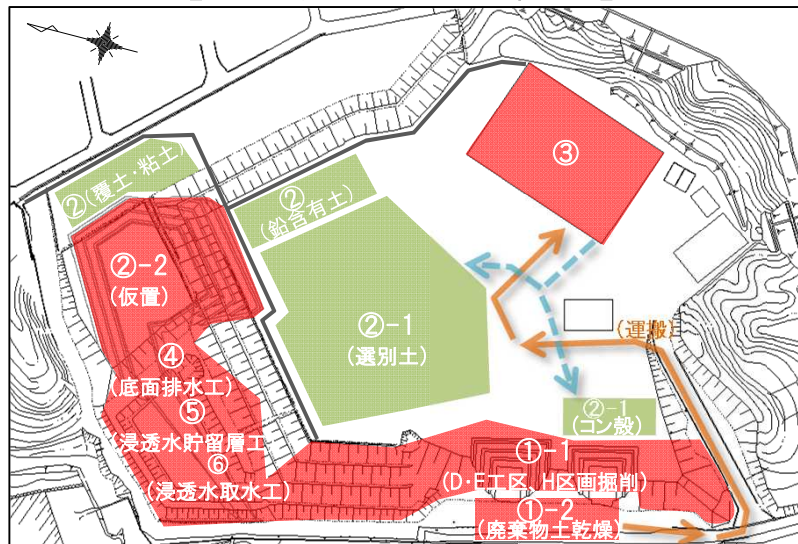 ②(覆土・粘土)
②
(鉛含有土)
③
②-2
(仮置)
②-1
(選別土)
(運搬)
④
(底面排水工)
⑤
(浸透水貯留層工)
⑥
(浸透水取水工)
②-1
(コン殻)
①-1
(D・E工区、H区画掘削)
①-2
(廃棄物土乾燥)